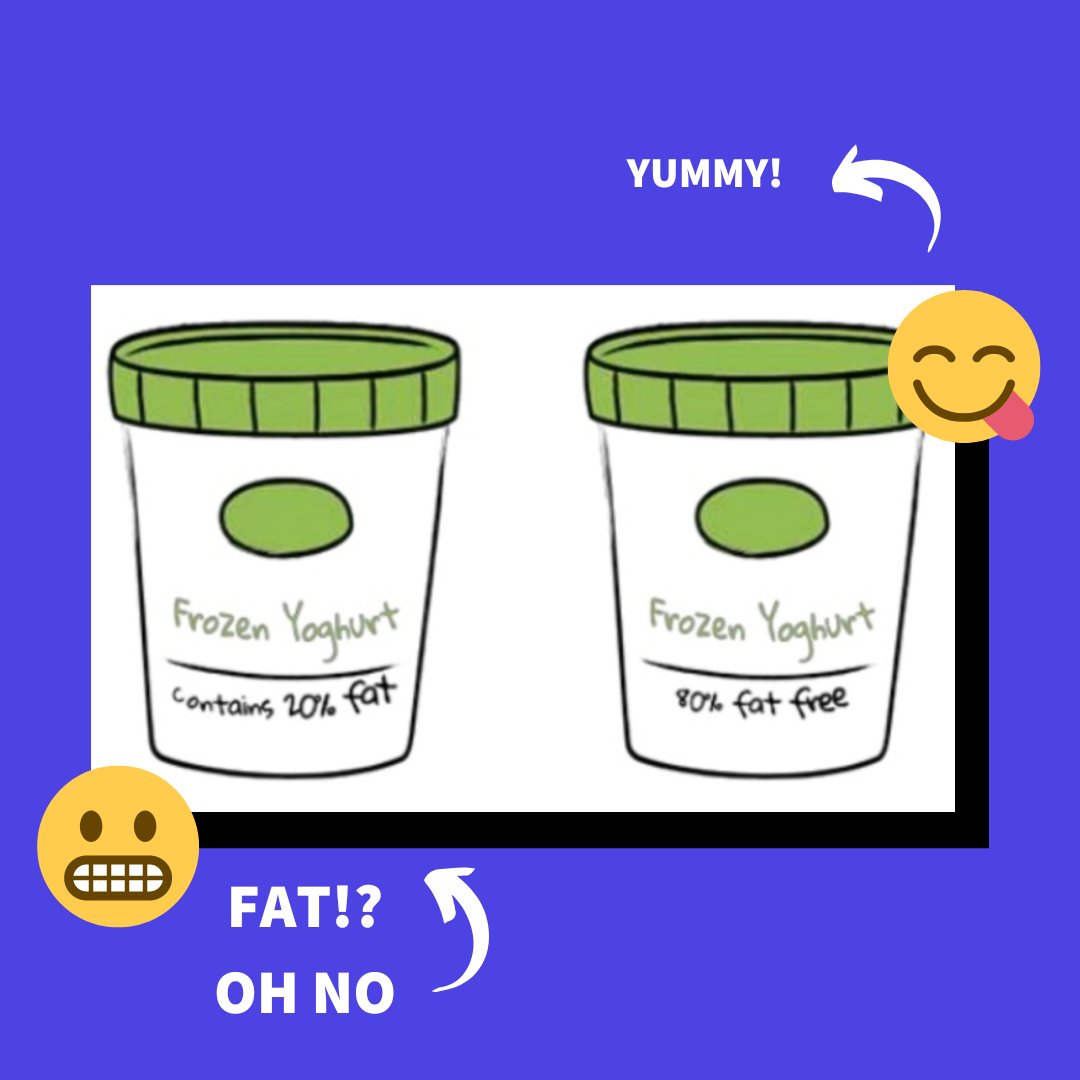 YUMMY!
Frozen Yoghurt
contains 20% fat
Frozen Yoghurt
80% fat free
FAT!?
OH NO